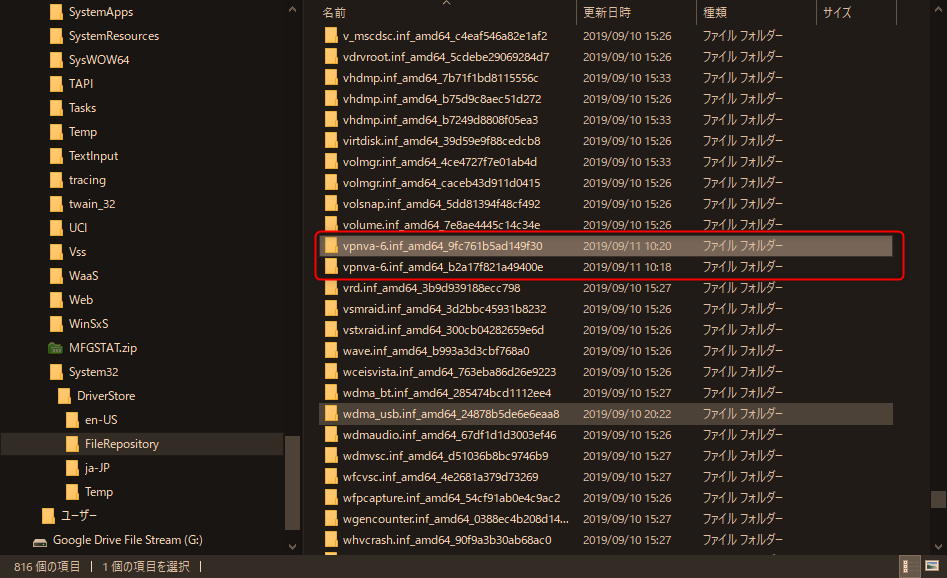 SystemApps
SystemResources
SysWOW64
TAPI
Tasks
Temp
TextInput
tracing
twain_32
UCI
Vss
WaaS
Web
WinSxS
MFGSTAT.zip
System32
DriverStore
en-US
FileRepository
ja-JP
Temp
ユーザー
Google Drive File Stream (G:)
名前 更新日時 種類 サイズ
v_mscdsc.inf_amd64_c4eaf546a82e1af2 2019/09/10 15:26 ファイル フォルダー
vdrvroot.inf_amd64_5cdebe29069284d7 2019/09/10 15:26 ファイル フォルダー
vhdmp.inf_amd64_7b71f1bd8115556c 2019/09/10 15:33 ファイル フォルダー
vhdmp.inf_amd64_b75d9c8aec51d272 2019/09/10 15:26 ファイル フォルダー
vhdmp.inf_amd64_b7249d8808f05ea3 2019/09/10 15:33 ファイル フォルダー
virtdisk.inf_amd64_39d59e9f88cedcb8 2019/09/10 15:26 ファイル フォルダー
volmgr.inf_amd64_4ce4727f7e01ab4d 2019/09/10 15:33 ファイル フォルダー
volmgr.inf_amd64_caceb43d911d0415 2019/09/10 15:26 ファイル フォルダー
volsnap.inf_amd64_5dd81394f48cf492 2019/09/10 15:26 ファイル フォルダー
volume.inf_amd64_7e8ae4445c14c34e 2019/09/10 15:26 ファイル フォルダー
vpnva-6.inf_amd64_9fc761b5ad149f30 2019/09/11 10:20 ファイル フォルダー
vpnva-6.inf_amd64_b2a17f821a49400e 2019/09/11 10:18 ファイル フォルダー
vrd.inf_amd64_3b9d939188ecc798 2019/09/10 15:27 ファイル フォルダー
vsmraid.inf_amd64_3d2bbc45931b8232 2019/09/10 15:26 ファイル フォルダー
vstxraid.inf_amd64_300cb04282659e6d 2019/09/10 15:26 ファイル フォルダー
wave.inf_amd64_b993a3d3cbf768a0 2019/09/10 15:26 ファイル フォルダー
wceisvista.inf_amd64_763eba86d26e9223 2019/09/10 15:26 ファイル フォルダー
wdma_bt.inf_amd64_285474bcd1112ee4 2019/09/10 15:27 ファイル フォルダー
wdma_usb.inf_amd64_24878b5de6e6eaa8 2019/09/10 20:22 ファイル フォルダー
wdmaudio.inf_amd64_67df1d1d3003ef46 2019/09/10 15:26 ファイル フォルダー
wdmvsc.inf_amd64_d51036b8bc9746b9 2019/09/10 15:27 ファイル フォルダー
wfcvsc.inf_amd64_4e2681a379d73269 2019/09/10 15:27 ファイル フォルダー
wfpcapture.inf_amd64_54cf91ab0e4c9ac2 2019/09/10 15:26 ファイル フォルダー
wgencounter.inf_amd64_0388ec4b208d14... 2019/09/10 15:27 ファイル フォルダー
whvcrash.inf_amd64_90f9a3b30ab68ac0 2019/09/10 15:27 ファイル フォルダー
816 個の項目 | 1 個の項目を選択 |